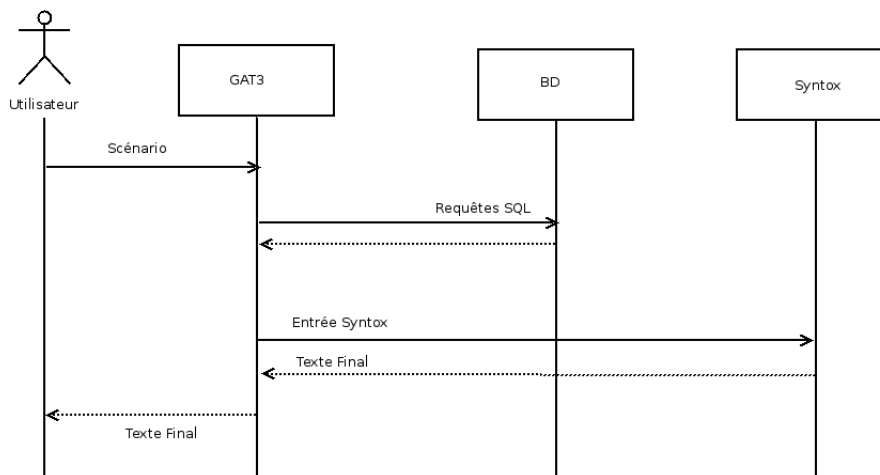 GAT3
BD
Syntox
Utilisateur
Scénario
Requêtes SQL
Entrée Syntox
Texte Final
Texte Final